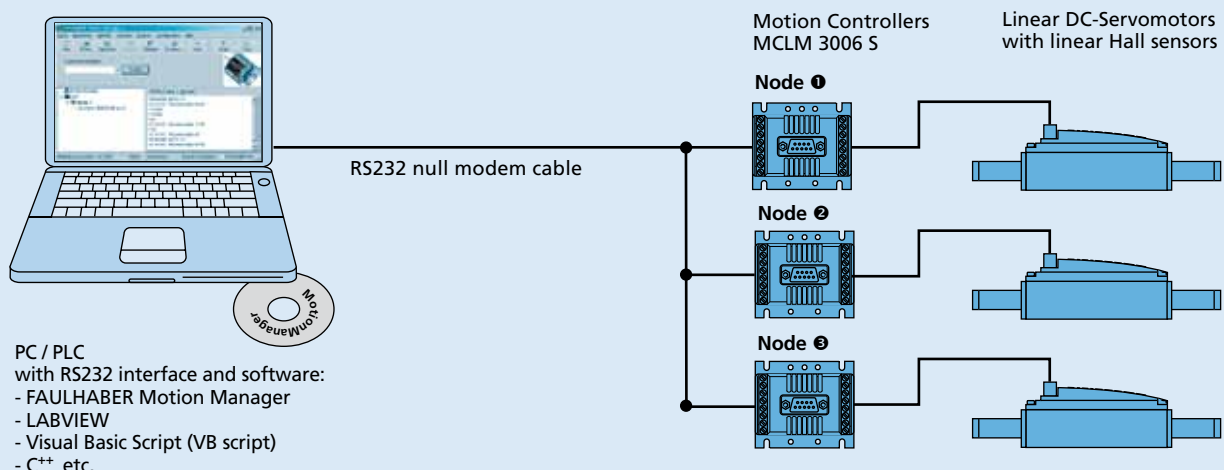 Motion Controllers
MCLM 3006 S
Linear DC-Servomotors
with linear Hall sensors
Node ❶
RS232 null modem cable
Node ❷
Node ❸
MotionManager
PC / PLC
with RS232 interface and software:
- FAULHABER Motion Manager
- LABVIEW
- Visual Basic Script (VB script)
- C⁺⁺ etc.